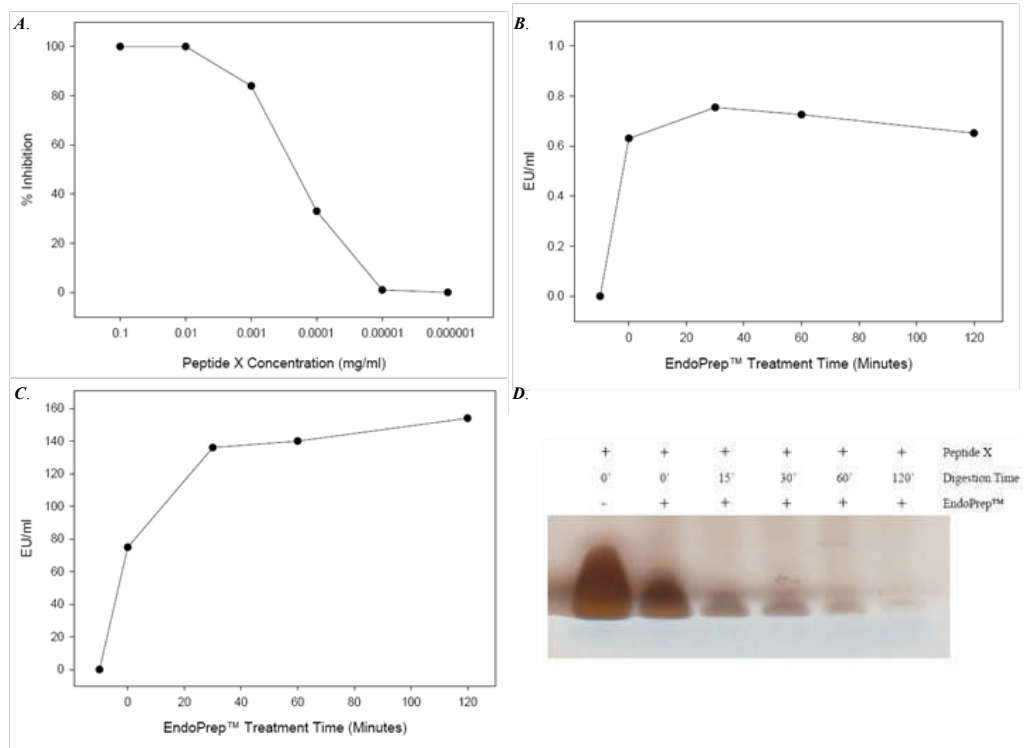 A.
100
80
60
40
20
0
% Inhibition
0.1 0.01 0.001 0.0001 0.00001 0.000001
Peptide X Concentration (mg/ml)
B.
1.0
0.8
0.6
0.4
0.2
0.0
EU/ml
0 20 40 60 80 100 120
EndoPrep™ Treatment Time (Minutes)
C.
160
140
120
100
80
60
40
20
0
EU/ml
0 20 40 60 80 100 120
EndoPrep™ Treatment Time (Minutes)
D.
+ + + + + + Peptide X
0' 0' 15' 30' 60' 120' Digestion Time
- + + + + + EndoPrep™